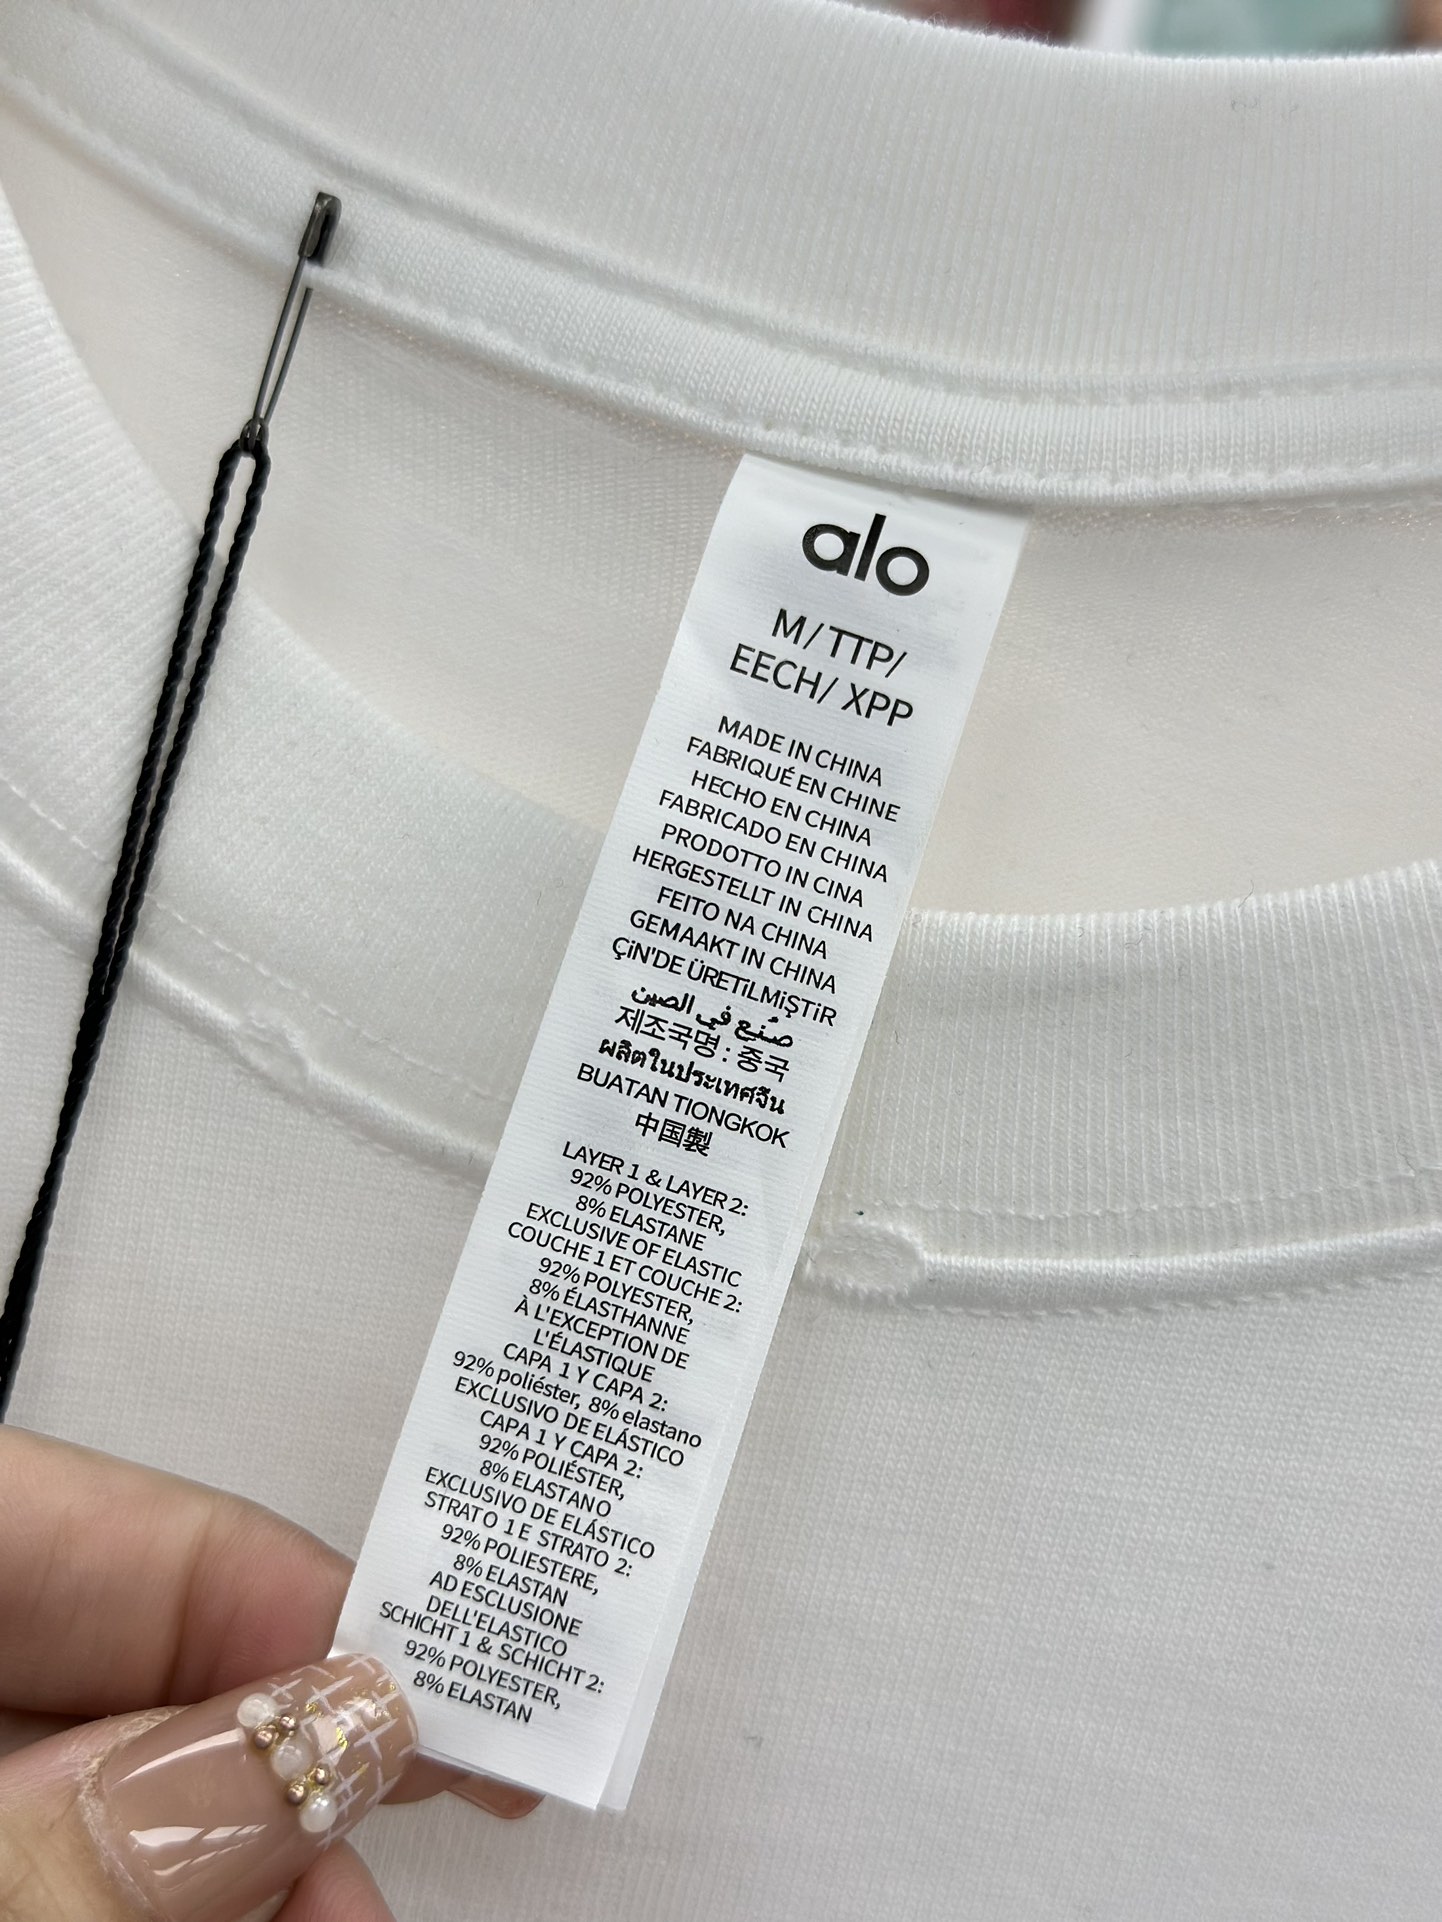 alo
M/ TTP/
EECH/ XPP
MADE IN CHINA
FABRIQUÉ EN CHINE
HECHO EN CHINA
FABRICADO EN CHINA
PRODOTTO IN CINA
HERGESTELLT IN CHINA
FEITO NA CHINA
GEMAAKT IN CHINA
ÇiN'DE ÜRETiLMiŞTiR
صُنع في الصين
제조국명 : 중국
ผลิตในประเทศจีน
BUATAN TIONGKOK
中国製
LAYER 1 & LAYER 2:
92% POLYESTER,
8% ELASTANE
EXCLUSIVE OF ELASTIC
COUCHE 1 ET COUCHE 2:
92% POLYESTER,
8% ÉLASTHANNE
À L'EXCEPTION DE
L'ÉLASTIQUE
CAPA 1 Y CAPA 2:
92% poliéster, 8% elastano
EXCLUSIVO DE ELÁSTICO
CAPA 1 Y CAPA 2:
92% POLIÉSTER,
8% ELASTANO
EXCLUSIVO DE ELÁSTICO
STRATO 1 E STRATO 2:
92% POLIESTERE,
8% ELASTAN
AD ESCLUSIONE
DELL'ELASTICO
SCHICHT 1 & SCHICHT 2:
92% POLYESTER,
8% ELASTAN